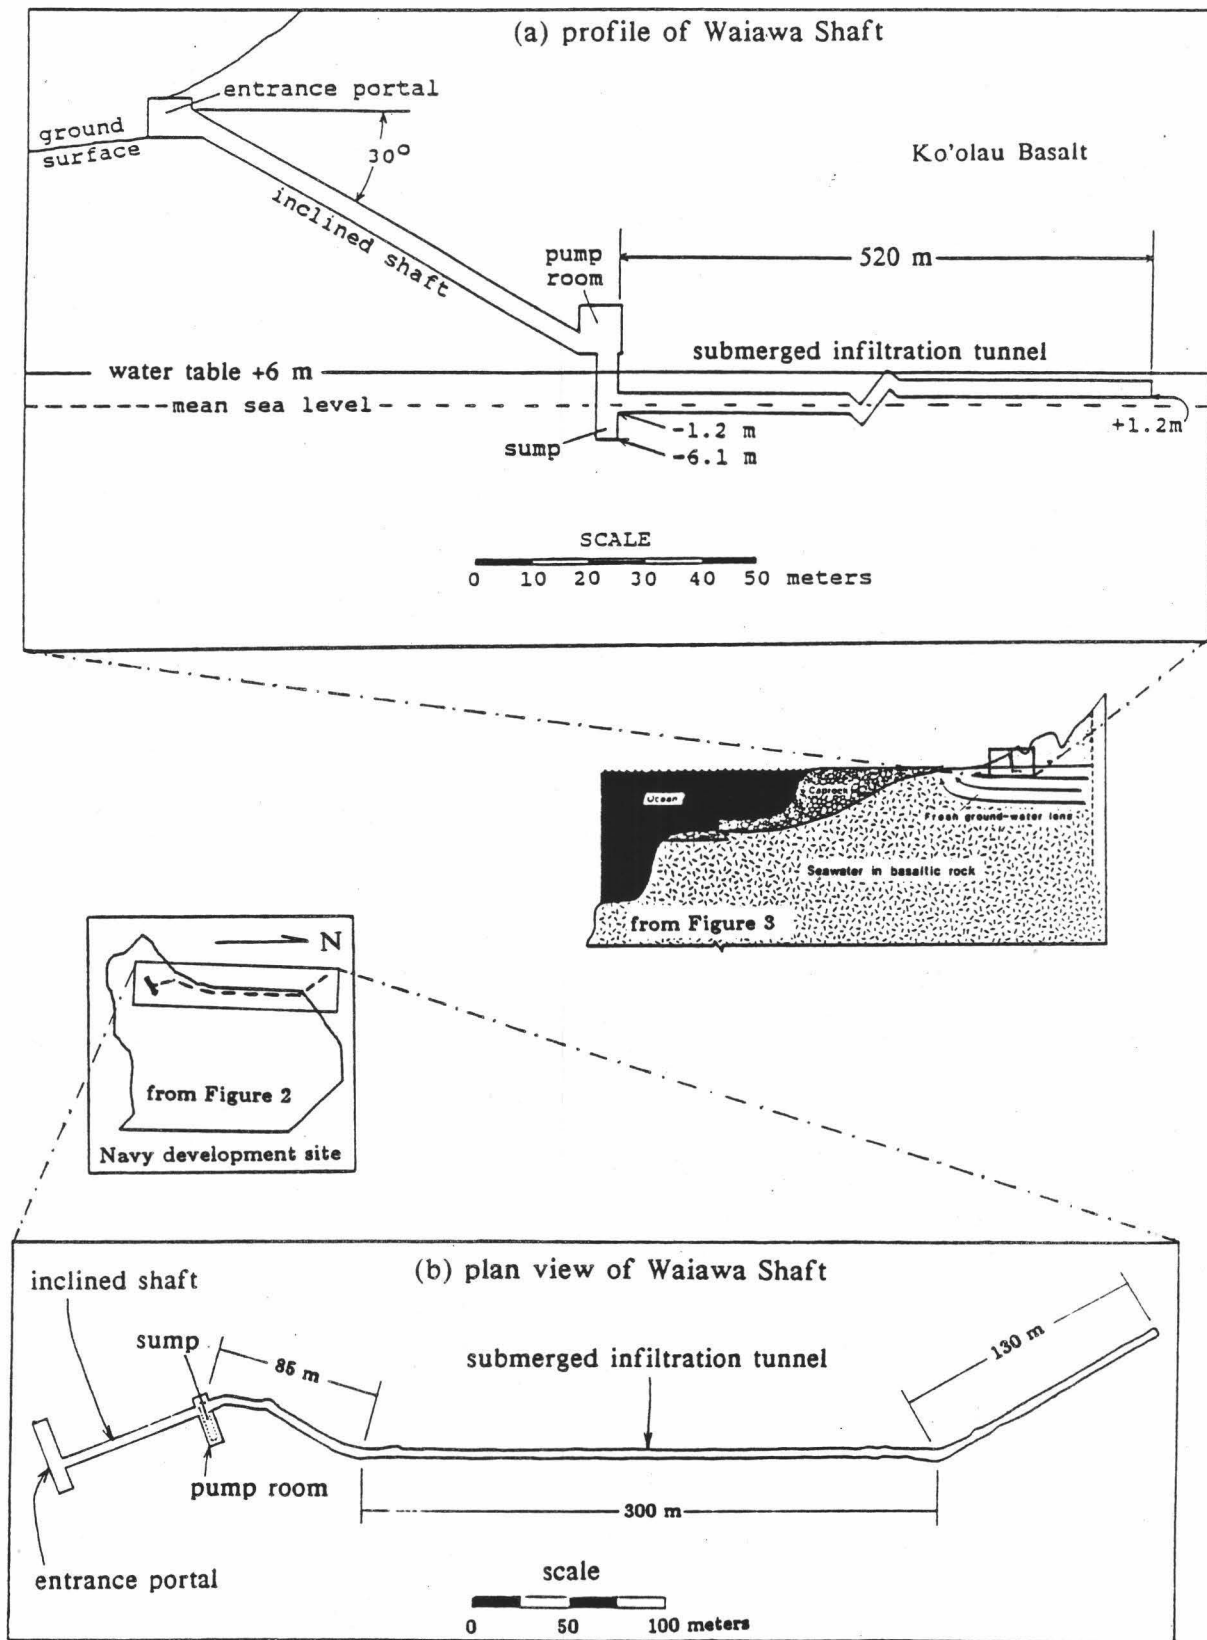 (a) profile of Waiawa Shaft
entrance portal
ground
surface
30°
Ko'olau Basalt
inclined shaft
pump
room
520 m
submerged infiltration tunnel
water table +6 m
mean sea level
+1.2m
-1.2 m
sump
-6.1 m
SCALE
0 10 20 30 40 50 meters
Ocean
Caprock
Fresh ground-water lens
Seawater in basaltic rock
from Figure 3
N
from Figure 2
Navy development site
(b) plan view of Waiawa Shaft
inclined shaft
sump
85 m
submerged infiltration tunnel
130 m
pump room
300 m
entrance portal
scale
0 50 100 meters